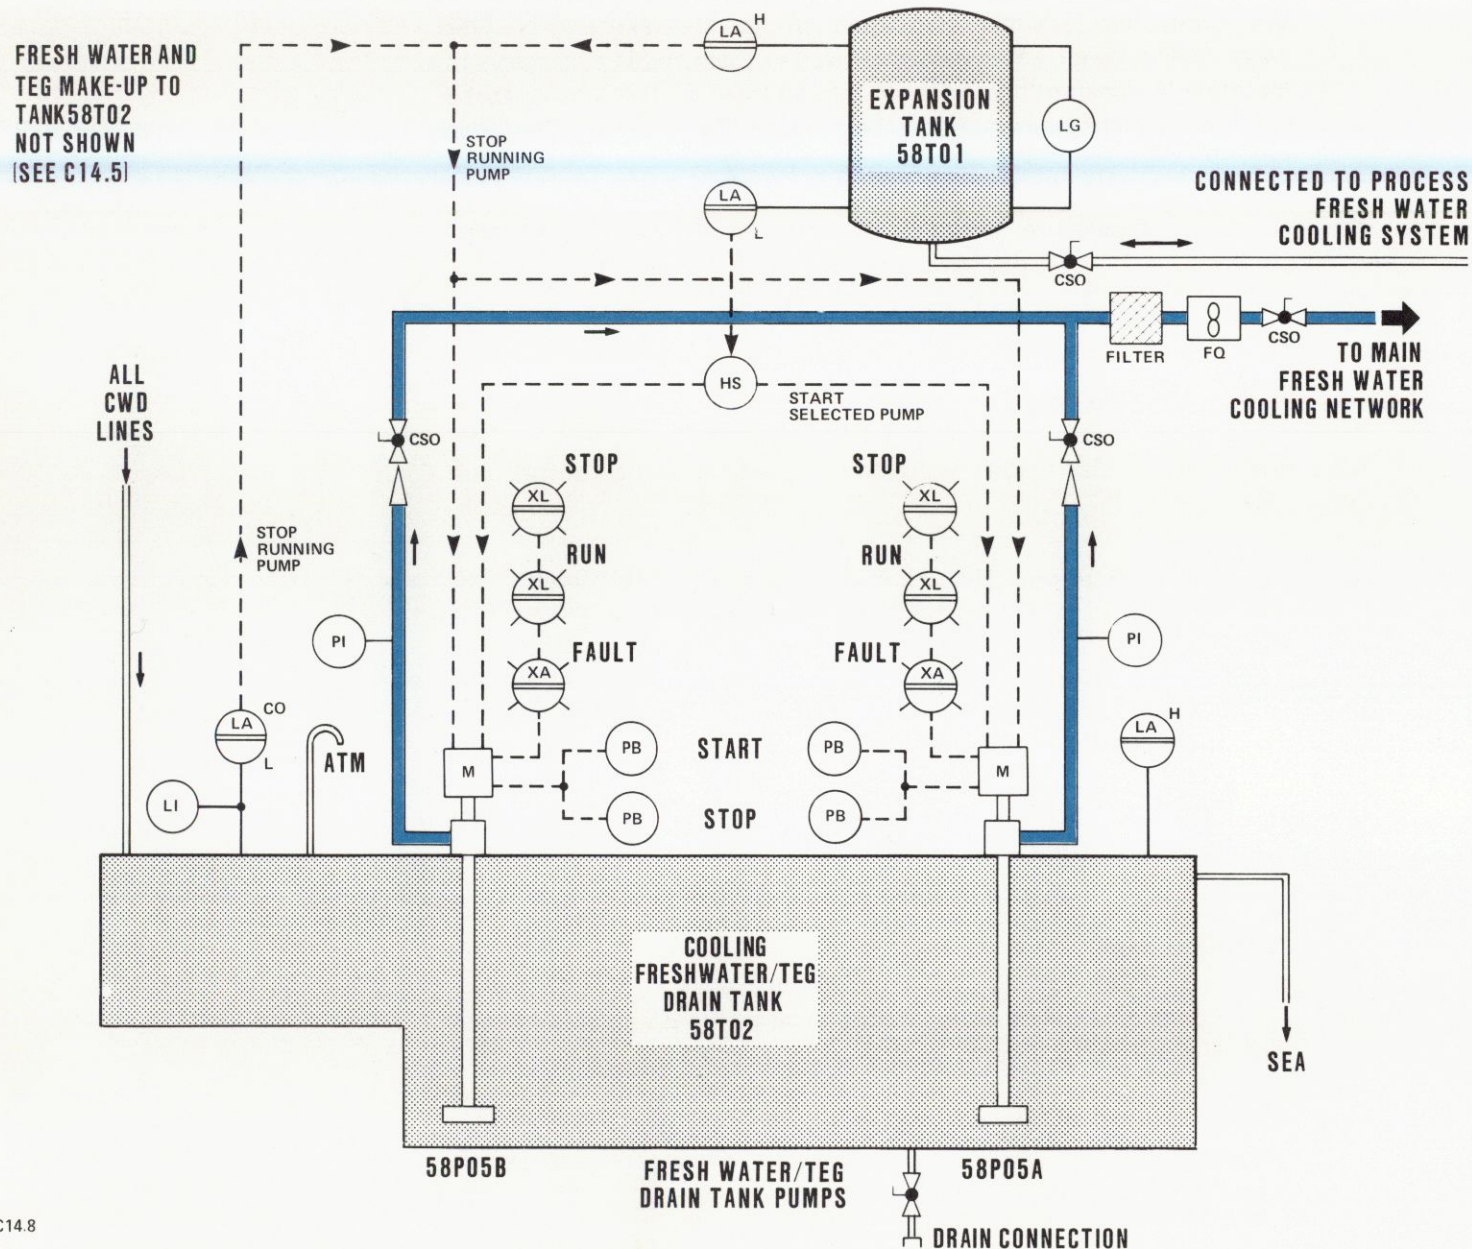 FRESH WATER AND
TEG MAKE-UP TO
TANK58T02
NOT SHOWN
(SEE C14.5)
LA
H
EXPANSION
TANK
58T01
LG
STOP
RUNNING
PUMP
LA
L
CONNECTED TO PROCESS
FRESH WATER
COOLING SYSTEM
CSO
FILTER
FQ
CSO
TO MAIN
FRESH WATER
COOLING NETWORK
ALL
CWD
LINES
HS
START
SELECTED PUMP
CSO
CSO
STOP
XL
STOP
XL
STOP
RUNNING
PUMP
RUN
XL
RUN
XL
PI
FAULT
XA
FAULT
XA
PI
LA
CO
L
ATM
LI
M
PB
START
PB
M
LA
H
PB
STOP
PB
COOLING
FRESHWATER/TEG
DRAIN TANK
58T02
SEA
58P05B
FRESH WATER/TEG
DRAIN TANK PUMPS
58P05A
DRAIN CONNECTION
C14.8